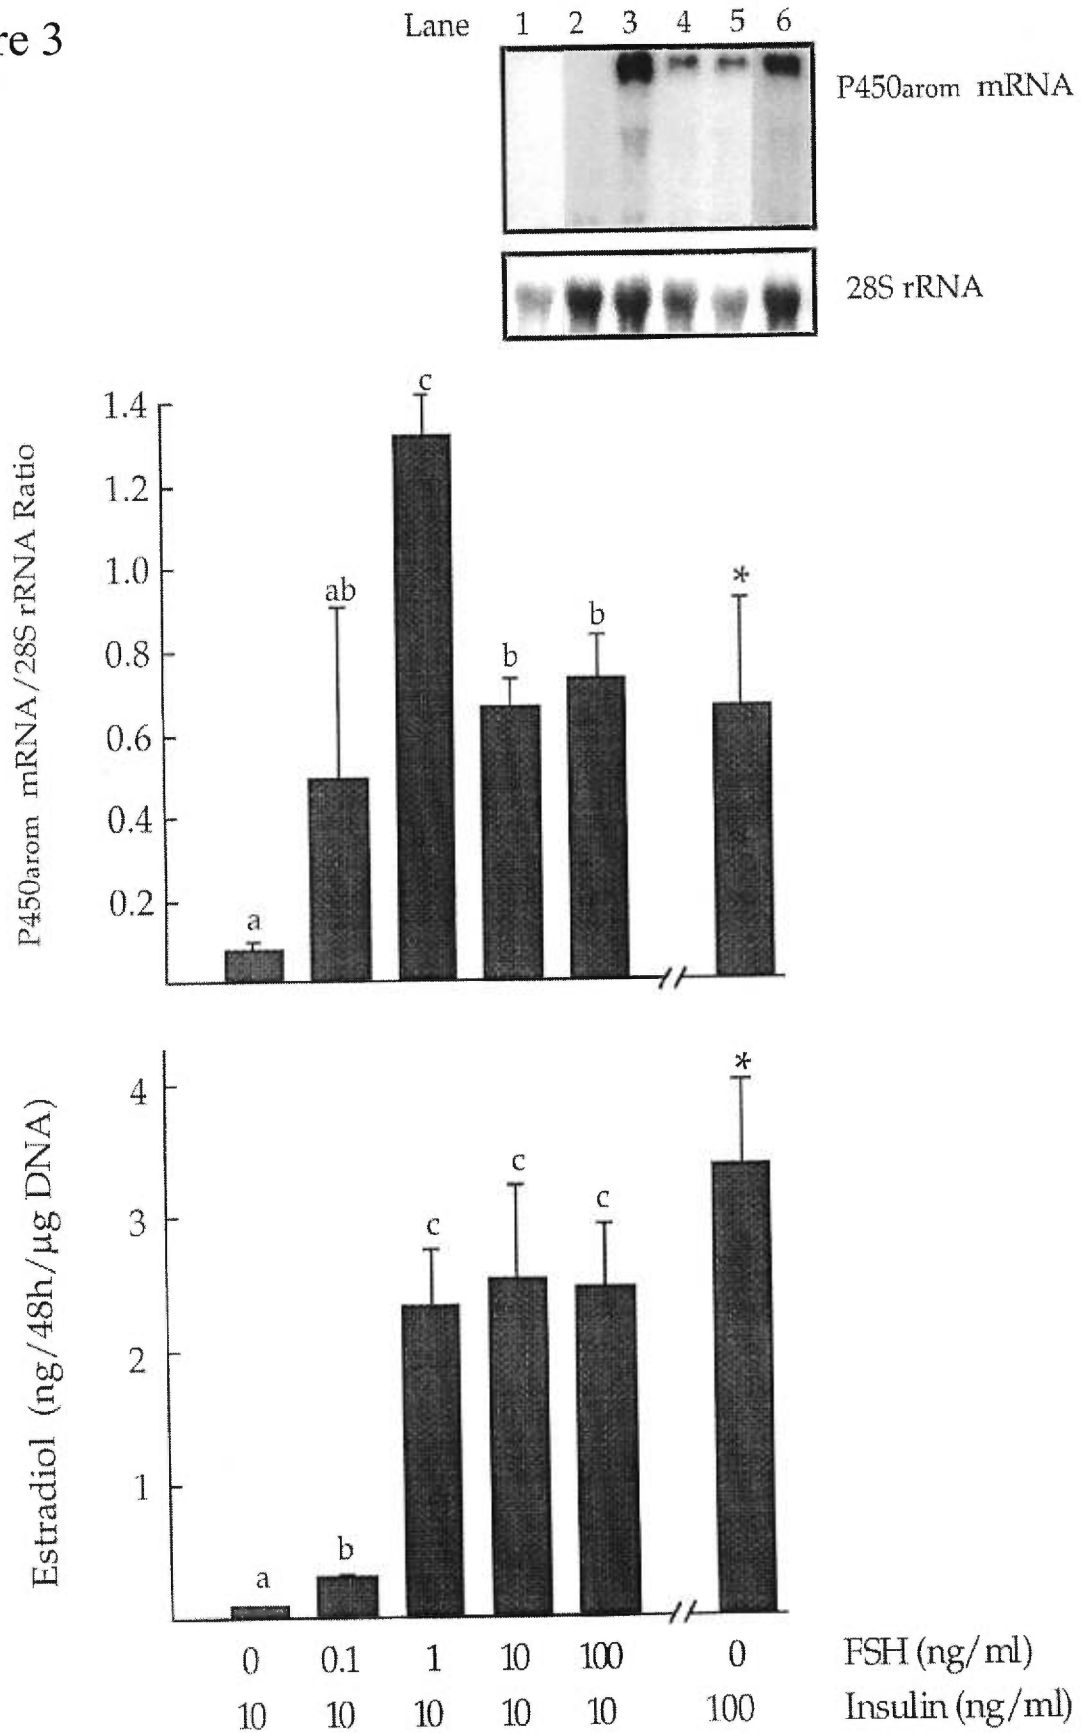 re 3
Lane 1 2 3 4 5 6
P450arom mRNA
28S rRNA
P450arom mRNA/28S rRNA Ratio
1.4
1.2
1.0
0.8
0.6
0.4
0.2
a
ab
c
b
b
*
Estradiol (ng/48h/µg DNA)
4
3
2
1
a
b
c
c
c
*
0 0.1 1 10 100 0 FSH (ng/ml)
10 10 10 10 10 100 Insulin (ng/ml)